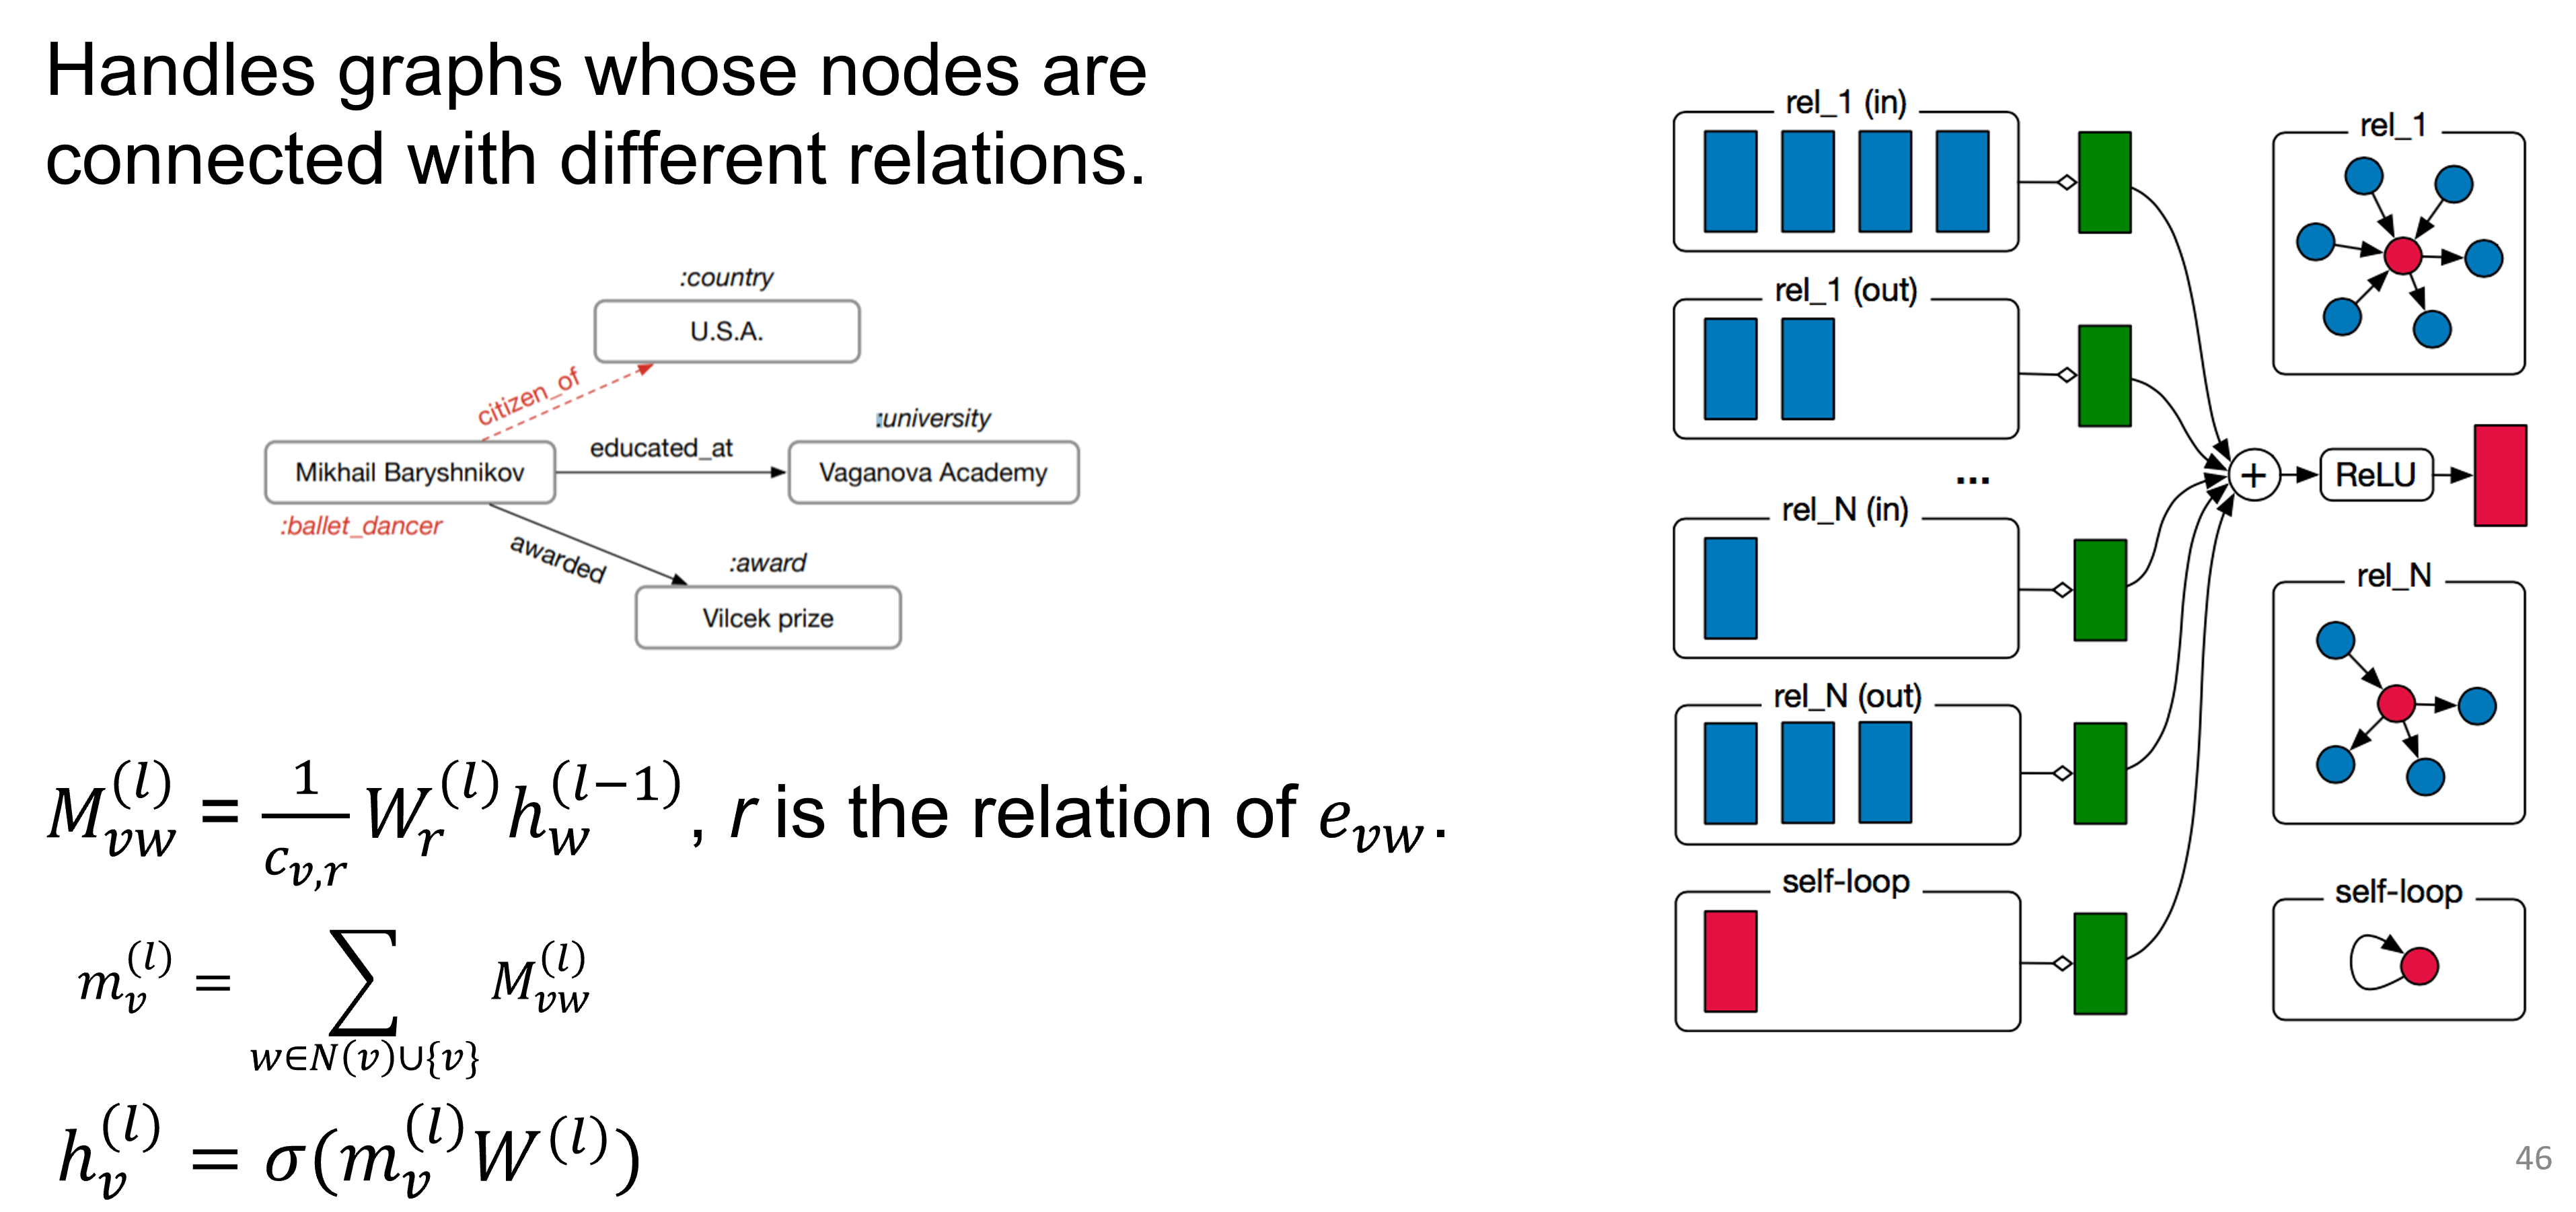 Handles graphs whose nodes are
connected with different relations.
:country
U.S.A.
citizen_of
:university
educated_at
Mikhail Baryshnikov
Vaganova Academy
:ballet_dancer
awarded
:award
Vilcek prize
M_{vw}^{(l)} = \frac{1}{c_{v,r}} W_r^{(l)} h_w^{(l-1)}, r is the relation of e_{vw}.
m_v^{(l)} = \sum_{w∈N(v)∪{v}} M_{vw}^{(l)}
h_v^{(l)} = σ(m_v^{(l)} W^{(l)})
rel_1 (in)
rel_1 (out)
...
rel_N (in)
rel_N (out)
self-loop
+
ReLU
rel_1
rel_N
self-loop
46